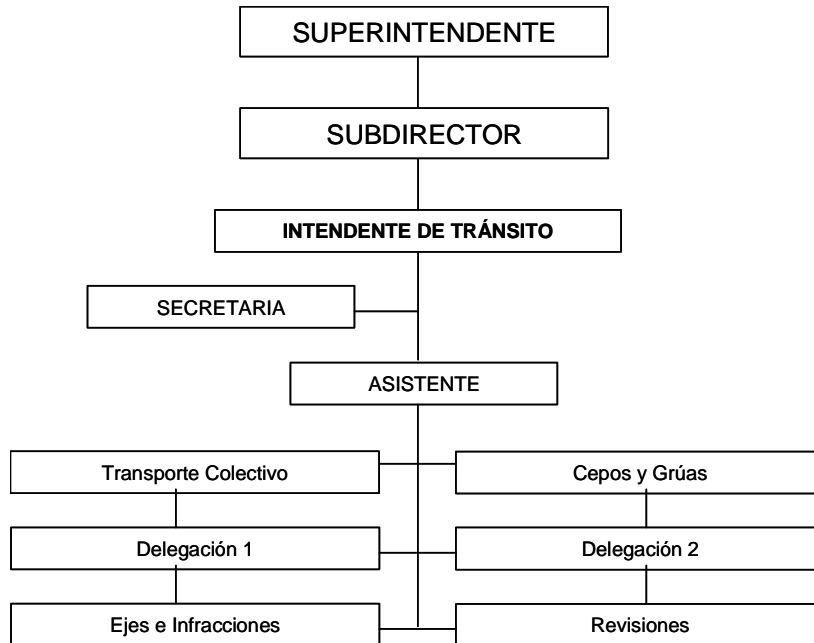 SUPERINTENDENTE
SUBDIRECTOR
INTENDENTE DE TRÁNSITO
SECRETARIA
ASISTENTE
Transporte Colectivo
Cepos y Grúas
Delegación 1
Delegación 2
Ejes e Infracciones
Revisiones